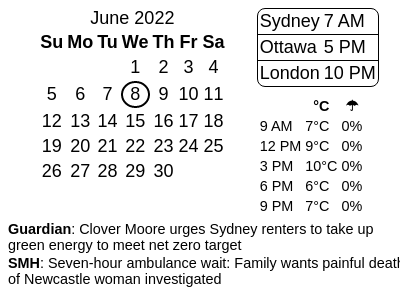 June 2022
Su Mo Tu We Th Fr Sa
1 2 3 4
5 6 7 8 9 10 11
12 13 14 15 16 17 18
19 20 21 22 23 24 25
26 27 28 29 30
Sydney 7 AM
Ottawa 5 PM
London 10 PM
°C ☂
9 AM 7°C 0%
12 PM 9°C 0%
3 PM 10°C 0%
6 PM 6°C 0%
9 PM 7°C 0%
Guardian: Clover Moore urges Sydney renters to take up
green energy to meet net zero target
SMH: Seven-hour ambulance wait: Family wants painful death
of Newcastle woman investigated